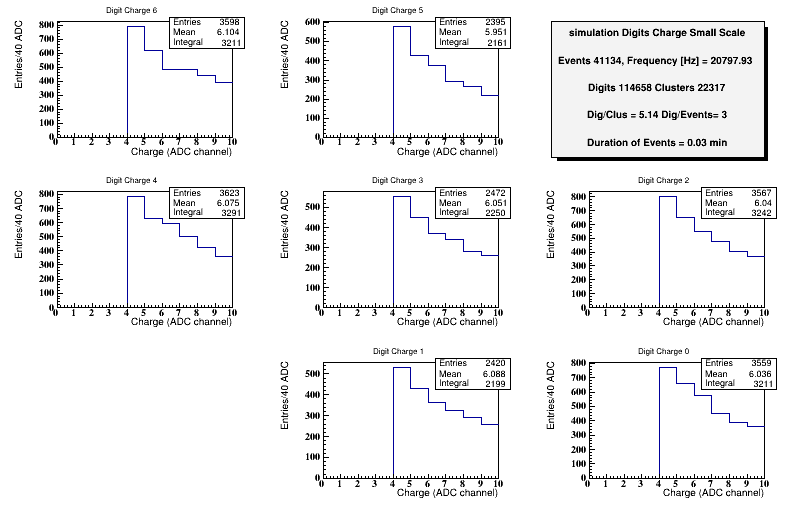 Digit Charge 6
Entries 3598
Mean 6.104
Integral 3211
Entries/40 ADC
800
700
600
500
400
300
200
100
0
0 1 2 3 4 5 6 7 8 9 10
Charge (ADC channel)
Digit Charge 5
Entries 2395
Mean 5.951
Integral 2161
Entries/40 ADC
600
500
400
300
200
100
0
0 1 2 3 4 5 6 7 8 9 10
Charge (ADC channel)
simulation Digits Charge Small Scale
Events 41134, Frequency [Hz] = 20797.93
Digits 114658 Clusters 22317
Dig/Clus = 5.14 Dig/Events= 3
Duration of Events = 0.03 min
Digit Charge 4
Entries 3623
Mean 6.075
Integral 3291
Entries/40 ADC
800
700
600
500
400
300
200
100
0
0 1 2 3 4 5 6 7 8 9 10
Charge (ADC channel)
Digit Charge 3
Entries 2472
Mean 6.051
Integral 2250
Entries/40 ADC
500
400
300
200
100
0
0 1 2 3 4 5 6 7 8 9 10
Charge (ADC channel)
Digit Charge 2
Entries 3567
Mean 6.04
Integral 3242
Entries/40 ADC
800
700
600
500
400
300
200
100
0
0 1 2 3 4 5 6 7 8 9 10
Charge (ADC channel)
Digit Charge 1
Entries 2420
Mean 6.088
Integral 2199
Entries/40 ADC
500
400
300
200
100
0
0 1 2 3 4 5 6 7 8 9 10
Charge (ADC channel)
Digit Charge 0
Entries 3559
Mean 6.036
Integral 3211
Entries/40 ADC
800
700
600
500
400
300
200
100
0
0 1 2 3 4 5 6 7 8 9 10
Charge (ADC channel)